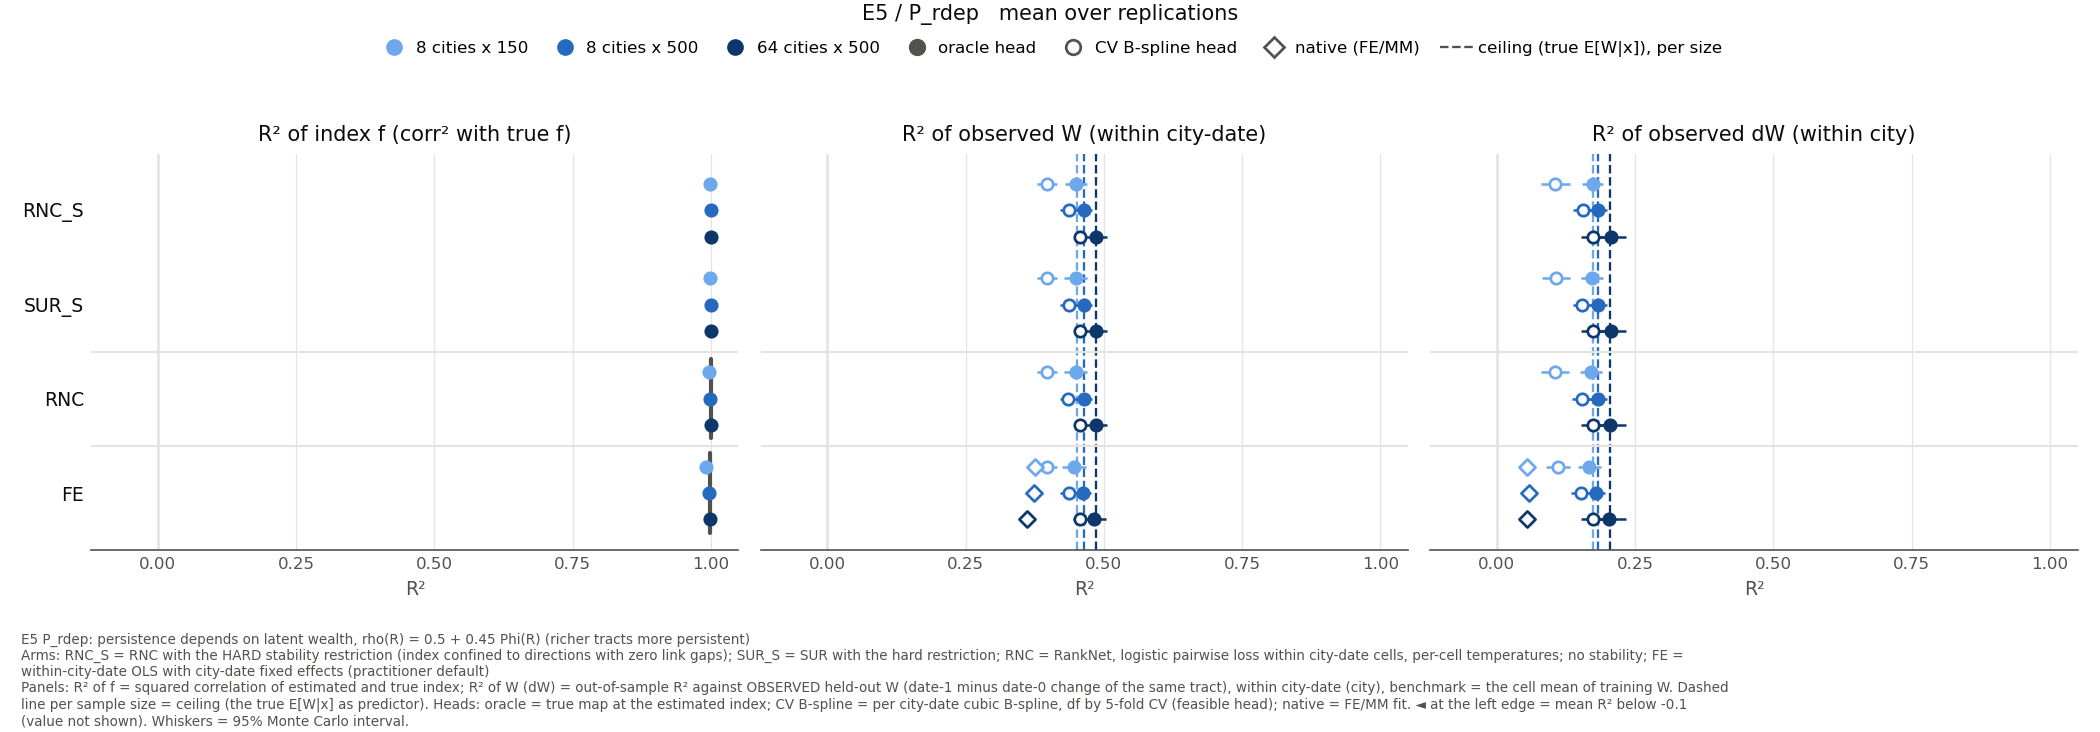 E5 / P_rdep   mean over replications
8 cities x 150   8 cities x 500   64 cities x 500   oracle head   CV B-spline head   native (FE/MM)   ceiling (true E[W|x]), per size
R² of index f (corr² with true f)   R² of observed W (within city-date)   R² of observed dW (within city)
RNC_S
SUR_S
RNC
FE
0.00   0.25   0.50   0.75   1.00   0.00   0.25   0.50   0.75   1.00   0.00   0.25   0.50   0.75   1.00
R²   R²   R²
E5 P_rdep: persistence depends on latent wealth, rho(R) = 0.5 + 0.45 Phi(R) (richer tracts more persistent)
Arms: RNC_S = RNC with the HARD stability restriction (index confined to directions with zero link gaps); SUR_S = SUR with the hard restriction; RNC = RankNet, logistic pairwise loss within city-date cells, per-cell temperatures; no stability; FE =
within-city-date OLS with city-date fixed effects (practitioner default)
Panels: R² of f = squared correlation of estimated and true index; R² of W (dW) = out-of-sample R² against OBSERVED held-out W (date-1 minus date-0 change of the same tract), within city-date (city), benchmark = the cell mean of training W. Dashed
line per sample size = ceiling (the true E[W|x] as predictor). Heads: oracle = true map at the estimated index; CV B-spline = per city-date cubic B-spline, df by 5-fold CV (feasible head); native = FE/MM fit. ◄ at the left edge = mean R² below -0.1
(value not shown). Whiskers = 95% Monte Carlo interval.